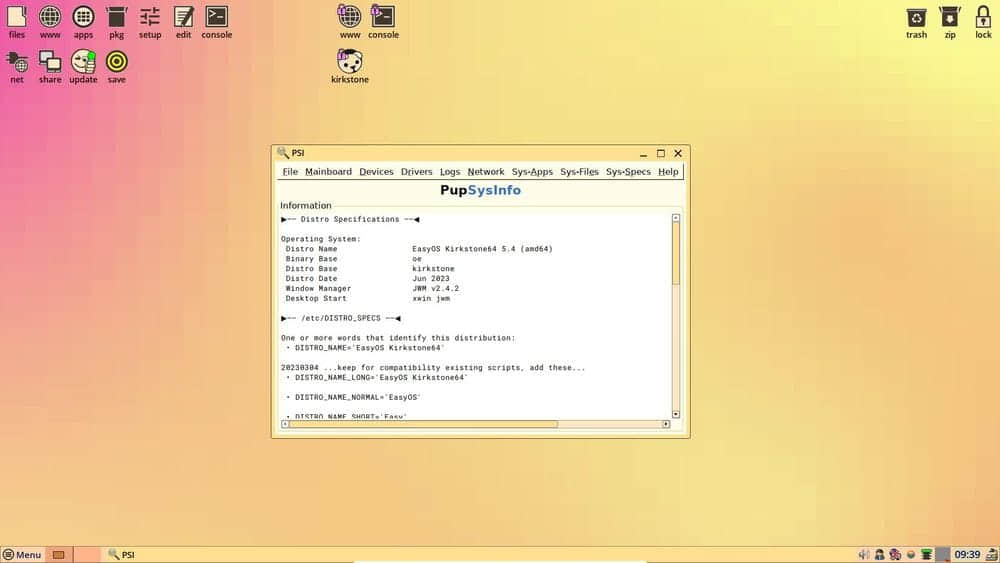 files www apps pkg setup edit console www console trash zip lock
net share update save kirkstone
PSI
File Mainboard Devices Drivers Logs Network Sys-Apps Sys-Files Sys-Specs Help
PupSysInfo
Information
Distro Specifications
Operating System:
Distro Name EasyOS Kirkstone64 5.4 (amd64)
Binary Base oe
Distro Base kirkstone
Distro Date Jun 2023
Window Manager JWM v2.4.2
Desktop Start xwin jwm
/etc/DISTRO_SPECS
One or more words that identify this distribution:
• DISTRO_NAME='EasyOS Kirkstone64'
20230304 ...keep for compatibility existing scripts, add these...
• DISTRO_NAME_LONG='EasyOS Kirkstone64'
• DISTRO_NAME_NORMAL='EasyOS'
• DISTRO_NAME_SHORT='Easy'
Menu PSI 09:39